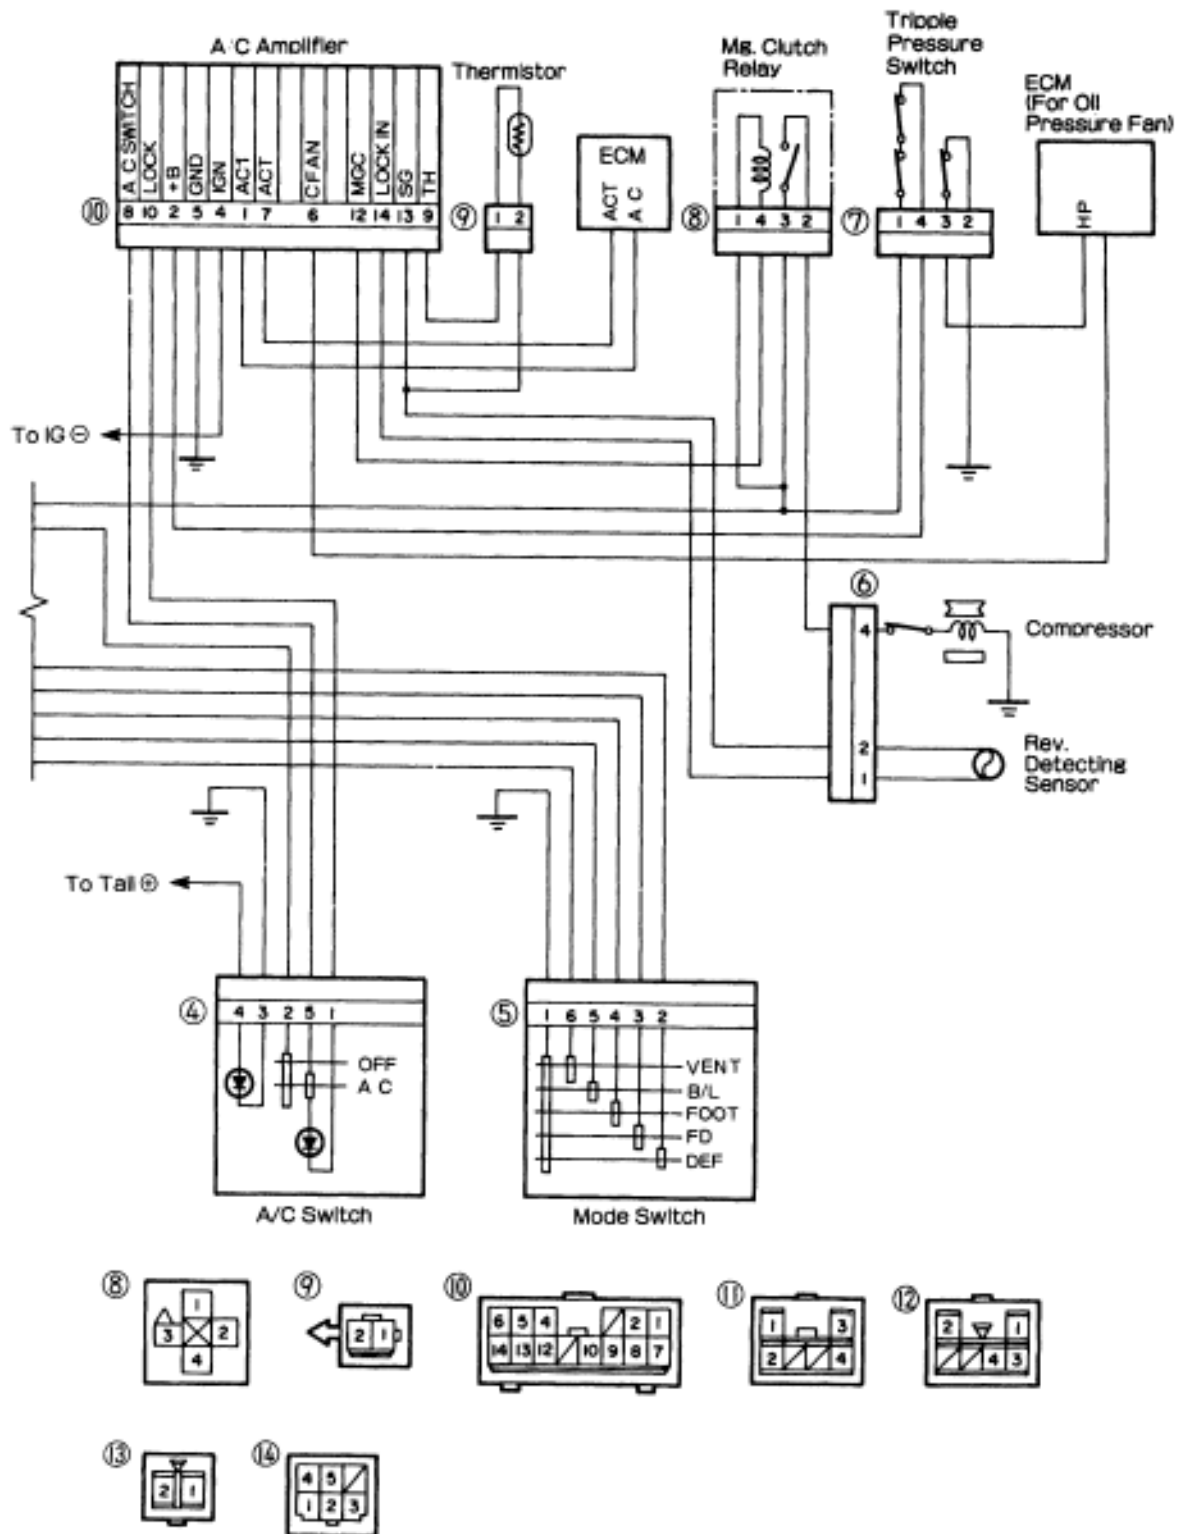 A C Amplifier
Thermistor
Mg. Clutch
Relay
Tripple
Pressure
Switch
ECM
(For Oil
Pressure Fan)
A C SWITCH
LOCK
+B
GND
IGN
AC1
ACT
CFAN
MGC
LOCK IN
SG
TH
⑩ 8 10 2 5 4 1 7 6 12 14 13 9
⑨ 1 2
ECM
ACT
A C
⑧ 1 4 3 2
⑦ 1 4 3 2
HP
To IG ⊖
⑥
4
Compressor
2
1
Rev.
Detecting
Sensor
To Tail ⊕
④ 4 3 2 5 1
OFF
A C
A/C Switch
⑤ 1 6 5 4 3 2
VENT
B/L
FOOT
FD
DEF
Mode Switch
⑧
1
3 2
4
⑨
2 1
⑩
6 5 4 2 1
14 13 12 10 9 8 7
⑪
1 3
2 4
⑫
2 1
4 3
⑬
2 1
⑭
4 5
1 2 3